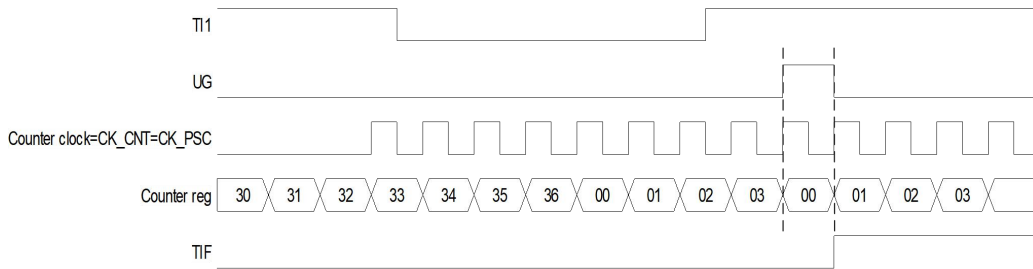 TI1
UG
Counter clock=CK_CNT=CK_PSC
Counter reg 30 31 32 33 34 35 36 00 01 02 03 00 01 02 03
TIF